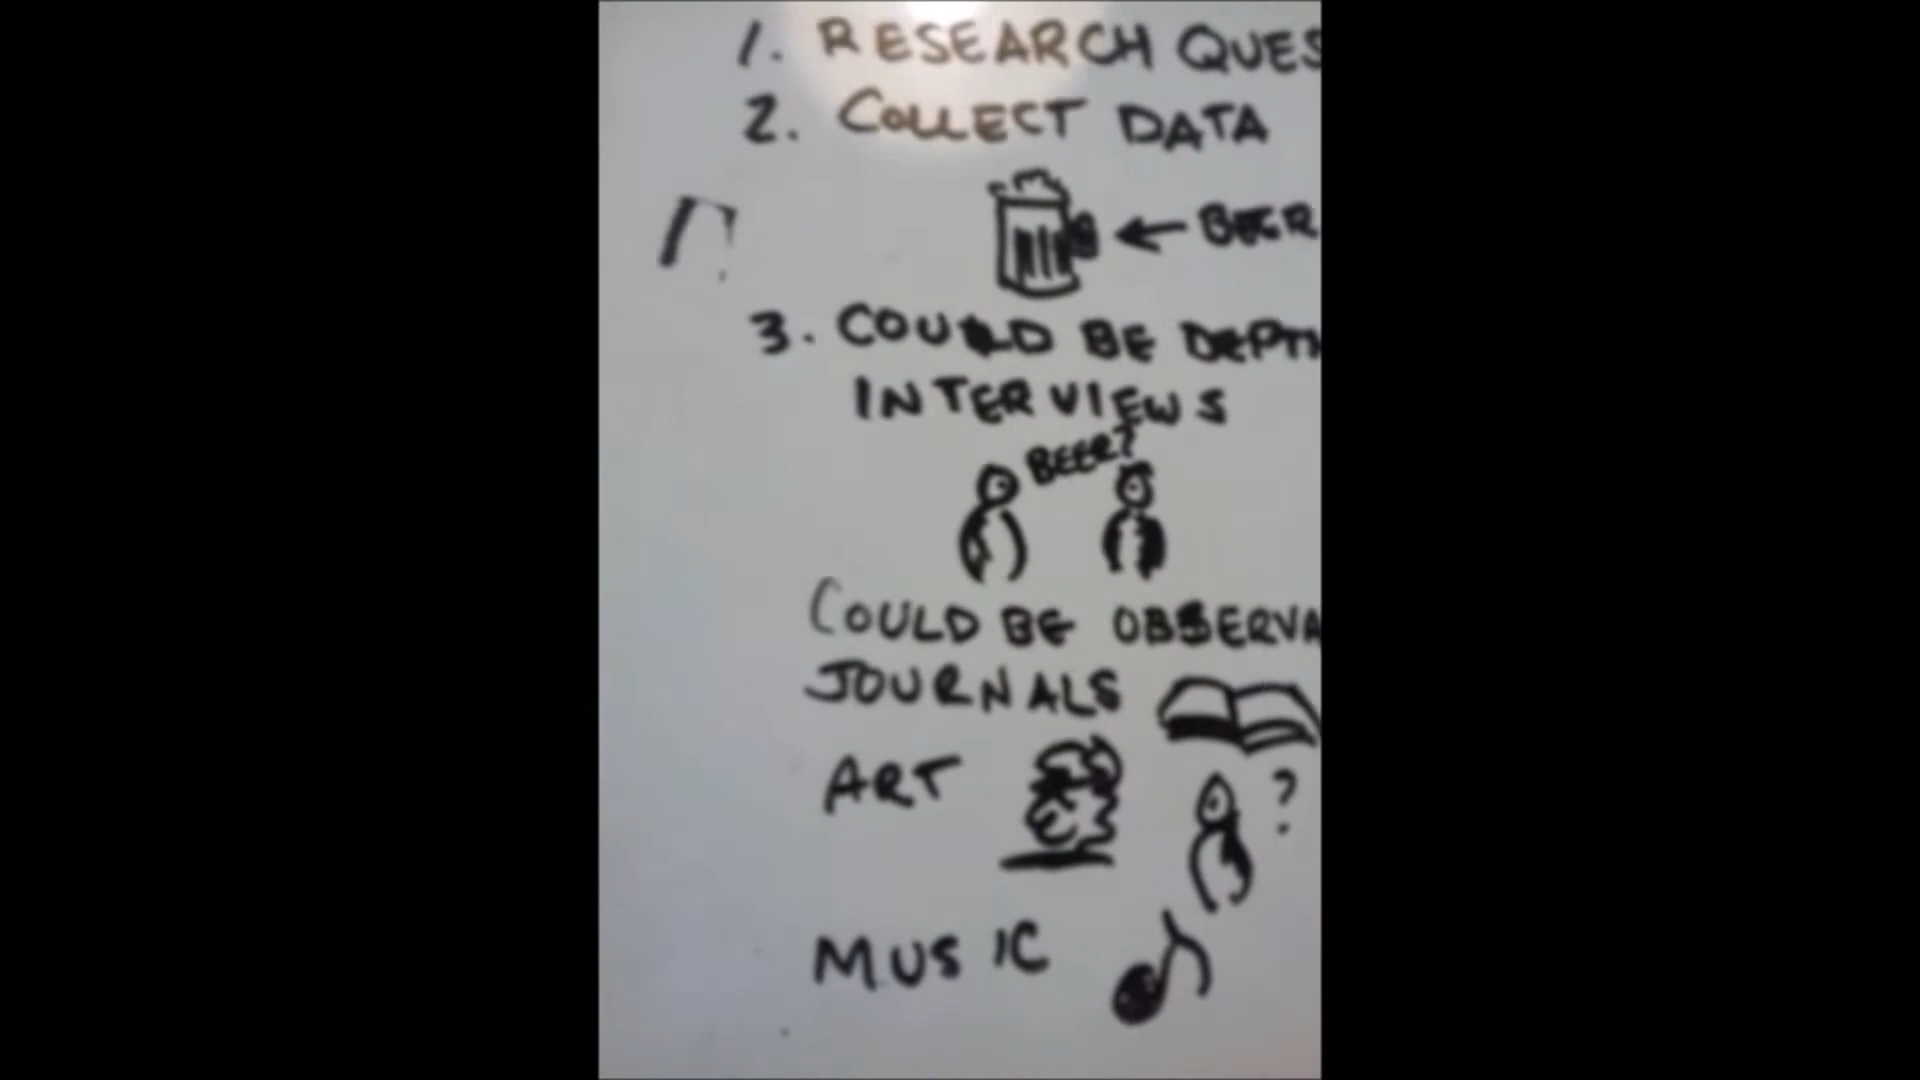 1. RESEARCH QUES
2. COLLECT DATA
← BEER
3. COULD BE DEPTH
INTERVIEWS
BEER?
COULD BE OBSERVA
JOURNALS
ART
?
MUSIC